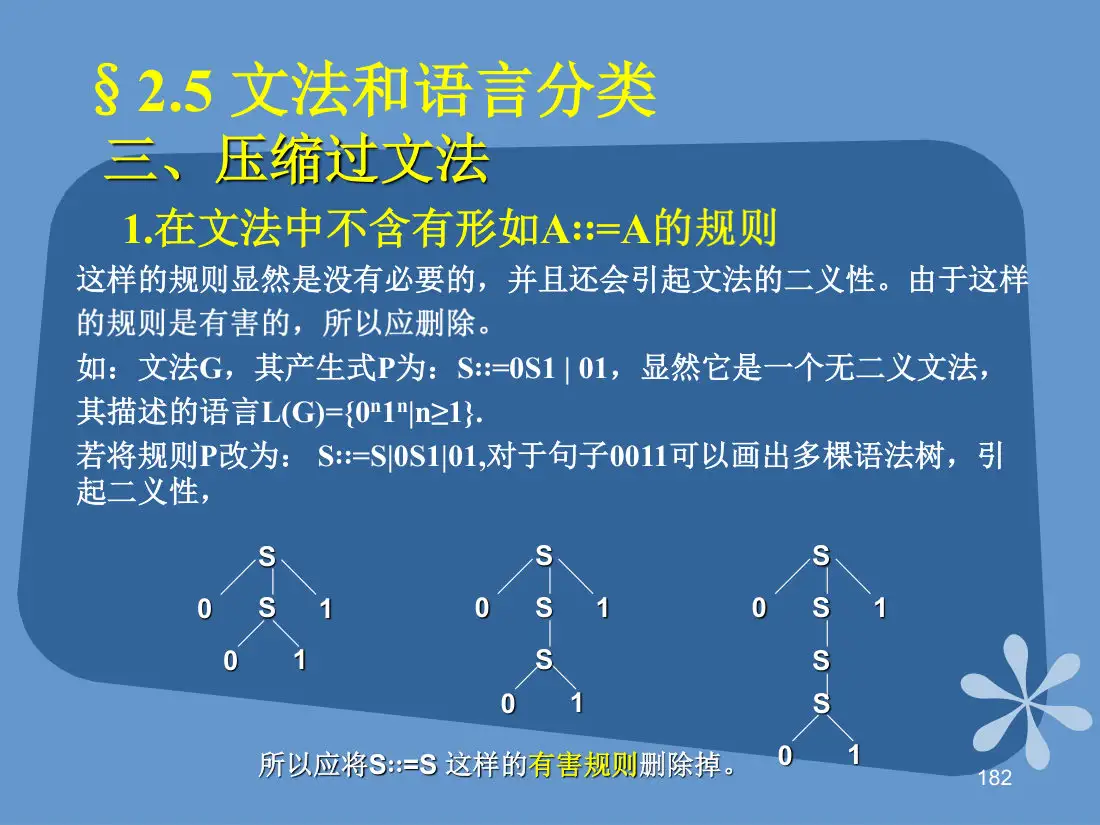 §2.5 文法和语言分类
三、压缩过文法
1.在文法中不含有形如A::=A的规则
这样的规则显然是没有必要的，并且还会引起文法的二义性。由于这样
的规则是有害的，所以应删除。
如：文法G，其产生式P为：S::=0S1 | 01，显然它是一个无二义文法，
其描述的语言L(G)={0ⁿ1ⁿ|n≥1}.
若将规则P改为： S::=S|0S1|01,对于句子0011可以画出多棵语法树，引
起二义性，
S S S
0 S 1 0 S 1 0 S 1
0 1 S S
0 1 S
0 1
所以应将S::=S 这样的有害规则删除掉。
182